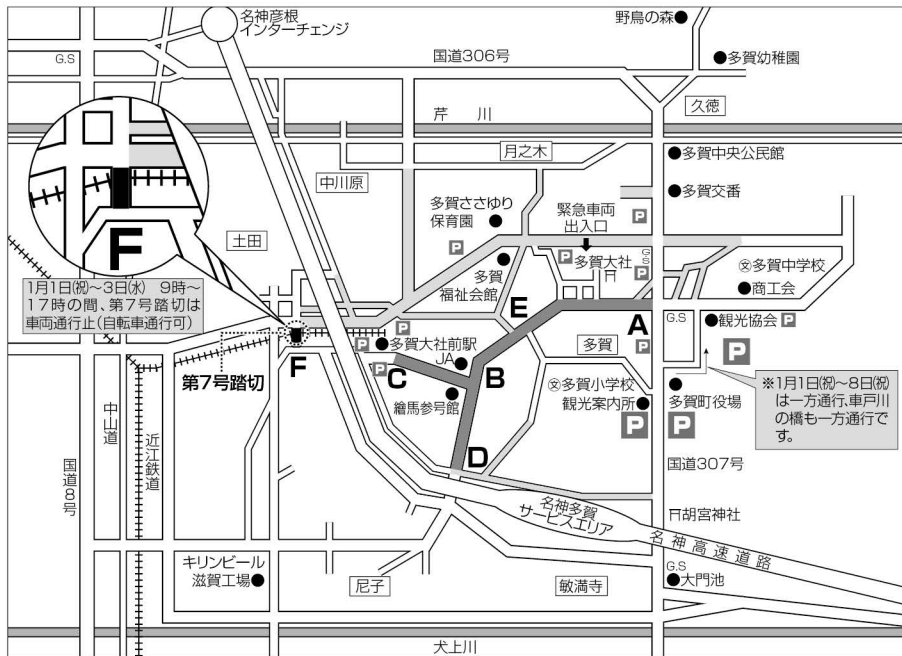 名神彦根
インターチェンジ
野鳥の森
G.S
国道306号
多賀幼稚園
久徳
芹川
月之木
多賀中央公民館
中川原
多賀交番
多賀ささゆり
保育園
緊急車両
出入口
P
P
P
P
多賀大社
G.S
P
土田
多賀
福祉会館
文多賀中学校
商工会
F
1月1日(祝)~3日(水) 9時~
17時の間、第7号踏切は
車両通行止(自転車通行可)
E
A
G.S
観光協会 P
P
P
多賀大社前駅
JA
多賀
P
P
F
第7号踏切
P
C
B
文多賀小学校
観光案内所
P
繪馬参号館
多賀町役場
P
※1月1日(祝)~8日(祝)
は一方通行、車戸川
の橋も一方通行で
す。
D
国道307号
国道8号
中山道
近江鉄道
名神多賀
サービスエリア
胡宮神社
名神高速道路
キリンビール
滋賀工場
尼子
敏満寺
G.S
大門池
犬上川